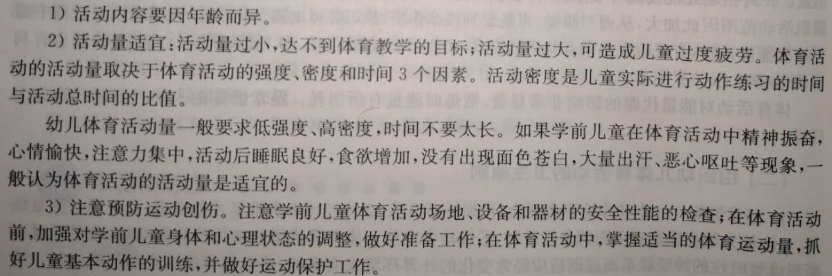 1）活动内容要因年龄而异。
2）活动量适宜：活动量过小，达不到体育教学的目标；活动量过大，可造成儿童过度疲劳。体育活
动的活动量取决于体育活动的强度、密度和时间 3 个因素。活动密度是儿童实际进行动作练习的时间
与活动总时间的比值。
幼儿体育活动量一般要求低强度、高密度，时间不要太长。如果学前儿童在体育活动中精神振奋，
心情愉快，注意力集中，活动后睡眠良好，食欲增加，没有出现面色苍白，大量出汗、恶心呕吐等现象，一
般认为体育活动的活动量是适宜的。
3）注意预防运动创伤。注意学前儿童体育活动场地、设备和器材的安全性能的检查；在体育活动
前，加强对学前儿童身体和心理状态的调整，做好准备工作；在体育活动中，掌握适当的体育运动量，抓
好儿童基本动作的训练，并做好运动保护工作。